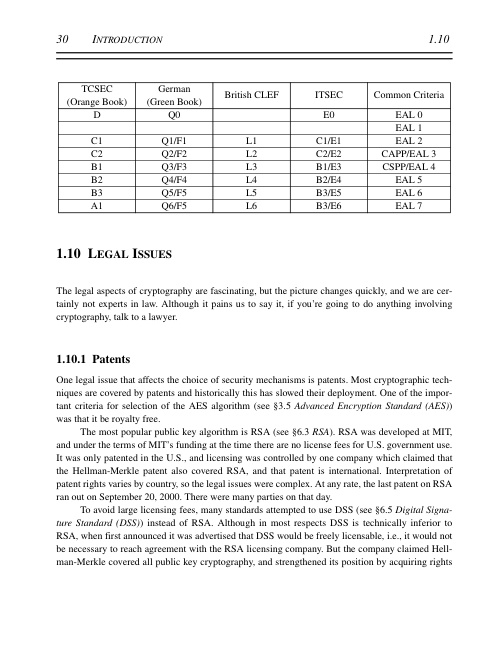 30 INTRODUCTION 1.10
TCSEC (Orange Book) German (Green Book) British CLEF ITSEC Common Criteria
D Q0 E0 EAL 0
EAL 1
C1 Q1/F1 L1 C1/E1 EAL 2
C2 Q2/F2 L2 C2/E2 CAPP/EAL 3
B1 Q3/F3 L3 B1/E3 CSPP/EAL 4
B2 Q4/F4 L4 B2/E4 EAL 5
B3 Q5/F5 L5 B3/E5 EAL 6
A1 Q6/F5 L6 B3/E6 EAL 7
1.10 LEGAL ISSUES
The legal aspects of cryptography are fascinating, but the picture changes quickly, and we are cer-
tainly not experts in law. Although it pains us to say it, if you're going to do anything involving
cryptography, talk to a lawyer.
1.10.1 Patents
One legal issue that affects the choice of security mechanisms is patents. Most cryptographic tech-
niques are covered by patents and historically this has slowed their deployment. One of the impor-
tant criteria for selection of the AES algorithm (see §3.5 Advanced Encryption Standard (AES))
was that it be royalty free.
The most popular public key algorithm is RSA (see §6.3 RSA). RSA was developed at MIT,
and under the terms of MIT's funding at the time there are no license fees for U.S. government use.
It was only patented in the U.S., and licensing was controlled by one company which claimed that
the Hellman-Merkle patent also covered RSA, and that patent is international. Interpretation of
patent rights varies by country, so the legal issues were complex. At any rate, the last patent on RSA
ran out on September 20, 2000. There were many parties on that day.
To avoid large licensing fees, many standards attempted to use DSS (see §6.5 Digital Signa-
ture Standard (DSS)) instead of RSA. Although in most respects DSS is technically inferior to
RSA, when first announced it was advertised that DSS would be freely licensable, i.e., it would not
be necessary to reach agreement with the RSA licensing company. But the company claimed Hell-
man-Merkle covered all public key cryptography, and strengthened its position by acquiring rights